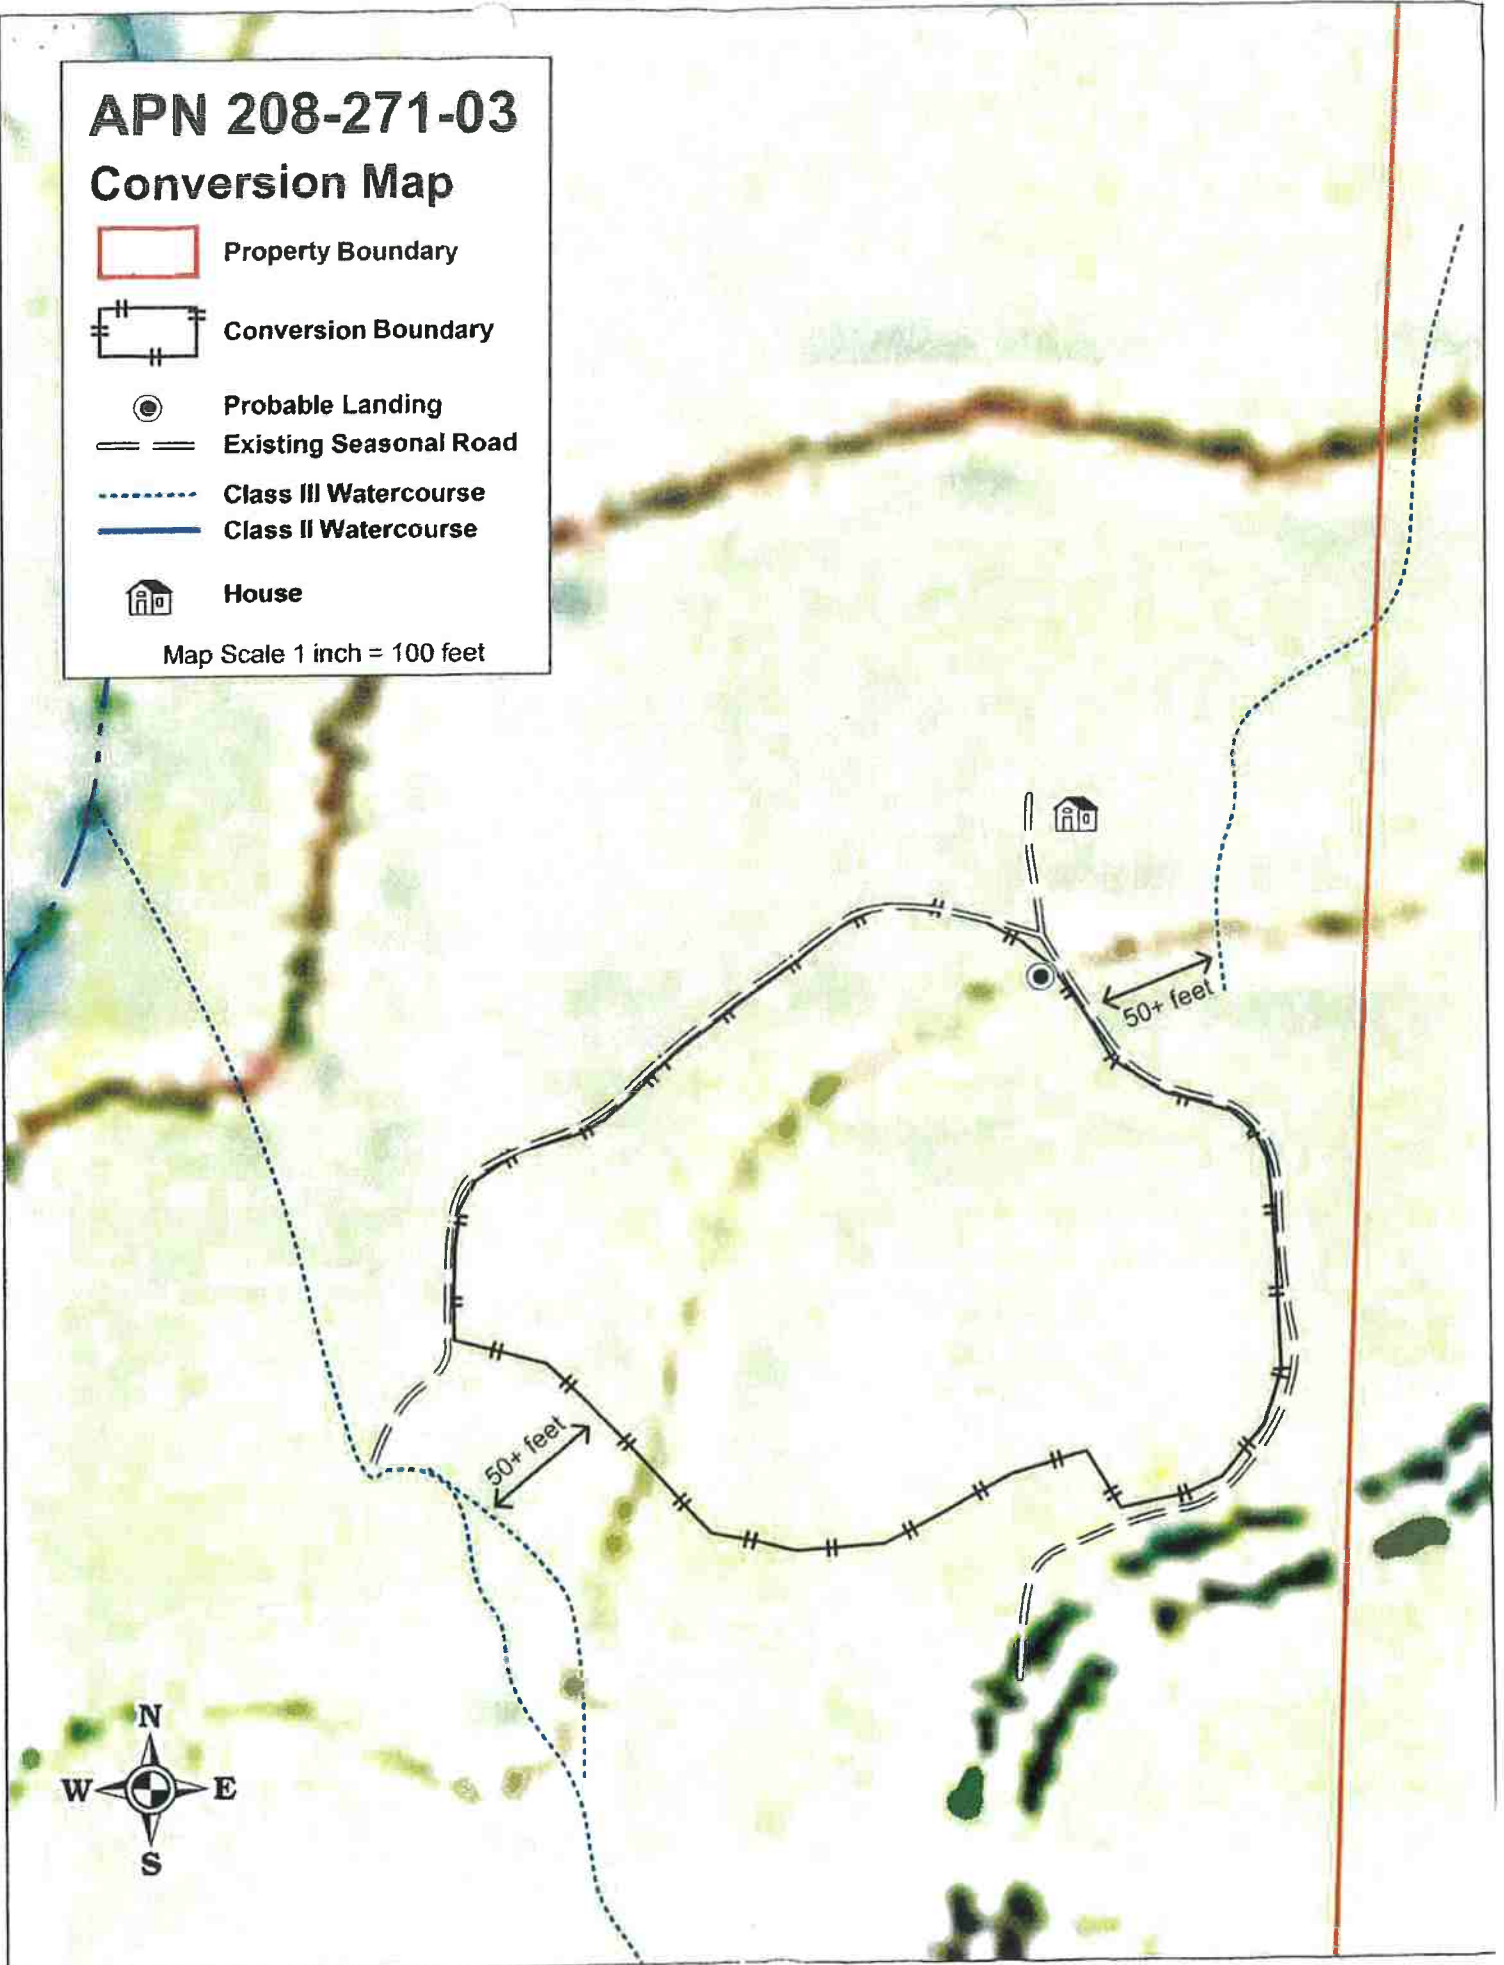 APN 208-271-03
Conversion Map
Property Boundary
Conversion Boundary
Probable Landing
Existing Seasonal Road
Class III Watercourse
Class II Watercourse
House
Map Scale 1 inch = 100 feet
50+ feet
50+ feet
N
W E
S